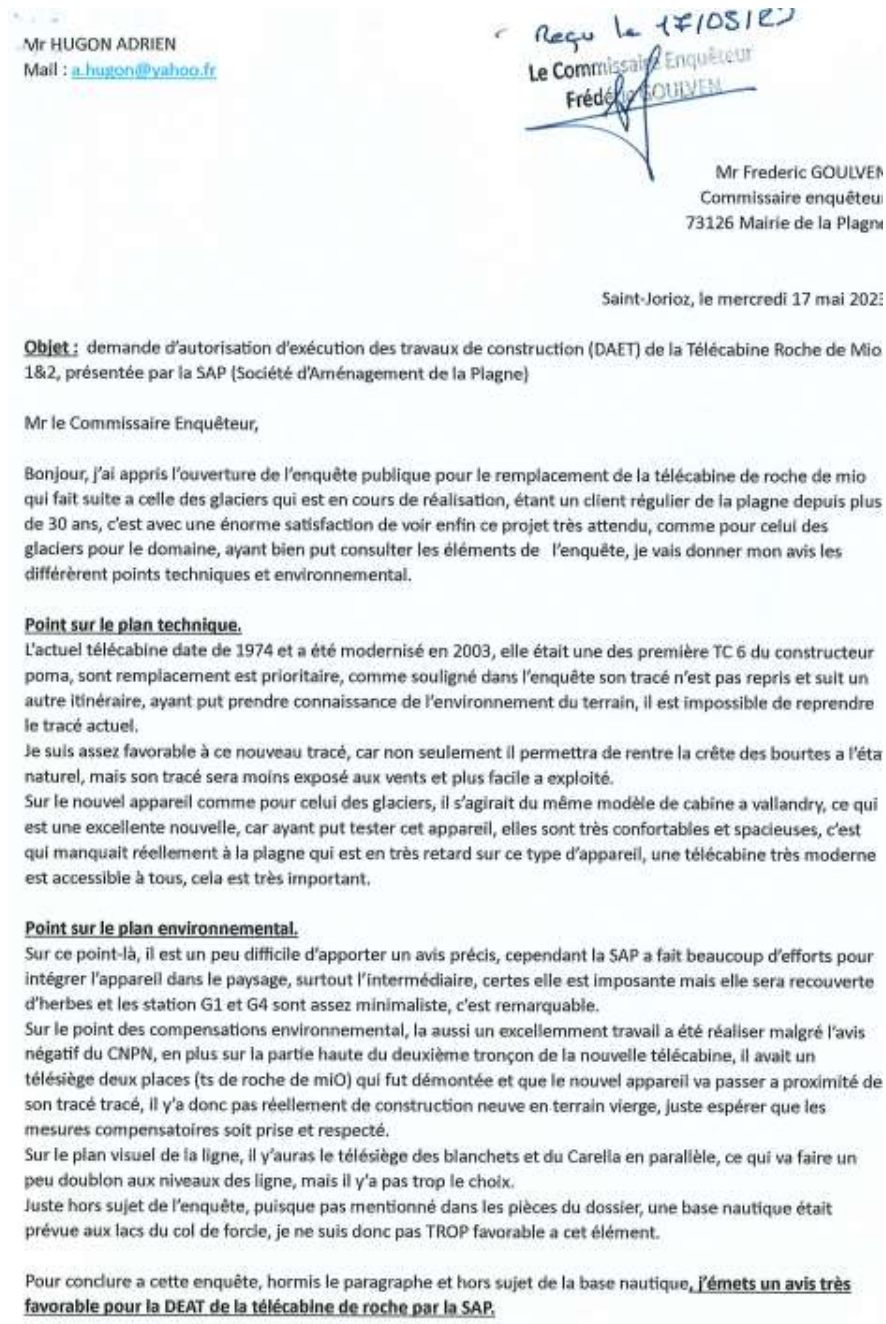 Mr HUGON ADRIEN
Mail : a.hugon@yahoo.fr
Reçu le 17/05/23
Le Commissaire Enquêteur
Frédéric GOULVEN
Mr Frederic GOULVEN
Commissaire enquêteur
73126 Mairie de la Plagne
Saint-Jorioz, le mercredi 17 mai 2023
Objet : demande d'autorisation d'exécution des travaux de construction (DAET) de la Télécabine Roche de Mio
1&2, présentée par la SAP (Société d'Aménagement de la Plagne)
Mr le Commissaire Enquêteur,
Bonjour, j'ai appris l'ouverture de l'enquête publique pour le remplacement de la télécabine de roche de mio
qui fait suite a celle des glaciers qui est en cours de réalisation, étant un client régulier de la plagne depuis plus
de 30 ans, c'est avec une énorme satisfaction de voir enfin ce projet très attendu, comme pour celui des
glaciers pour le domaine, ayant bien put consulter les éléments de l'enquête, je vais donner mon avis les
différèrent points techniques et environnemental.
Point sur le plan technique.
L'actuel télécabine date de 1974 et a été modernisé en 2003, elle était une des première TC 6 du constructeur
poma, sont remplacement est prioritaire, comme souligné dans l'enquête son tracé n'est pas repris et suit un
autre itinéraire, ayant put prendre connaissance de l'environnement du terrain, il est impossible de reprendre
le tracé actuel.
Je suis assez favorable à ce nouveau tracé, car non seulement il permettra de rentre la crête des bourtes a l'éta
naturel, mais son tracé sera moins exposé aux vents et plus facile a exploité.
Sur le nouvel appareil comme pour celui des glaciers, il s'agirait du même modèle de cabine a vallandry, ce qui
est une excellente nouvelle, car ayant put tester cet appareil, elles sont très confortables et spacieuses, c'est
qui manquait réellement à la plagne qui est en très retard sur ce type d'appareil, une télécabine très moderne
est accessible à tous, cela est très important.
Point sur le plan environnemental.
Sur ce point-là, il est un peu difficile d'apporter un avis précis, cependant la SAP a fait beaucoup d'efforts pour
intégrer l'appareil dans le paysage, surtout l'intermédiaire, certes elle est imposante mais elle sera recouverte
d'herbes et les station G1 et G4 sont assez minimaliste, c'est remarquable.
Sur le point des compensations environnemental, la aussi un excellemment travail a été réaliser malgré l'avis
négatif du CNPN, en plus sur la partie haute du deuxième tronçon de la nouvelle télécabine, il avait un
télésiège deux places (ts de roche de miO) qui fut démontée et que le nouvel appareil va passer a proximité de
son tracé tracé, il y'a donc pas réellement de construction neuve en terrain vierge, juste espérer que les
mesures compensatoires soit prise et respecté.
Sur le plan visuel de la ligne, il y'auras le télésiège des blanchets et du Carella en parallèle, ce qui va faire un
peu doublon aux niveaux des ligne, mais il y'a pas trop le choix.
Juste hors sujet de l'enquête, puisque pas mentionné dans les pièces du dossier, une base nautique était
prévue aux lacs du col de forcle, je ne suis donc pas TROP favorable a cet élément.
Pour conclure a cette enquête, hormis le paragraphe et hors sujet de la base nautique, j'émets un avis très
favorable pour la DEAT de la télécabine de roche par la SAP.